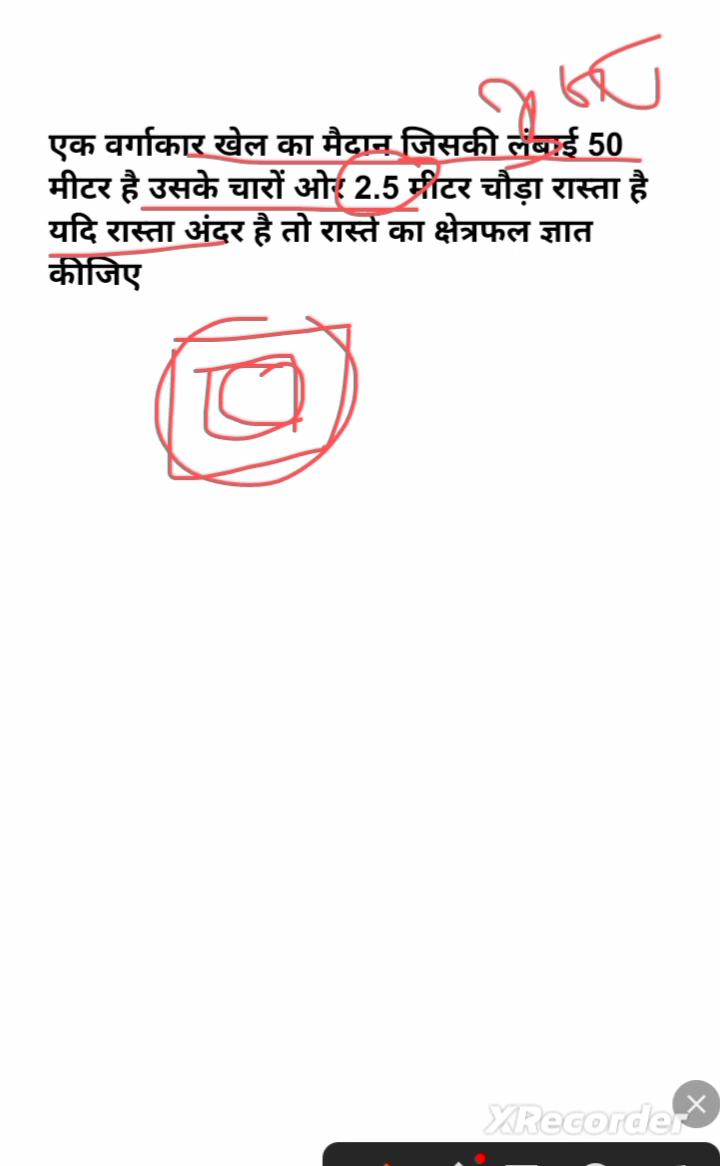 एक वर्गाकार खेल का मैदान जिसकी लंबाई 50
मीटर है उसके चारों ओर 2.5 मीटर चौड़ा रास्ता है
यदि रास्ता अंदर है तो रास्ते का क्षेत्रफल ज्ञात
कीजिए
XRecorder